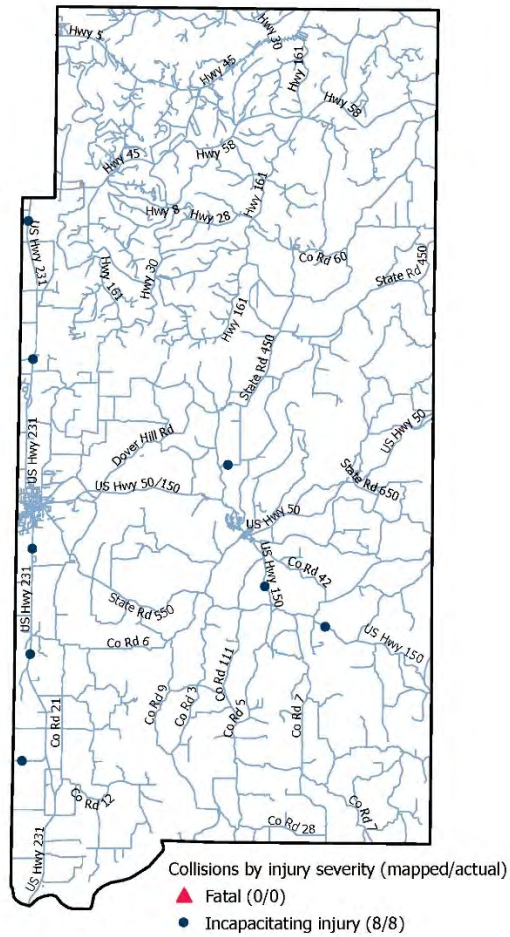 Hwy 5
Hwy 30
Hwy 45
Hwy 161
Hwy 58
Hwy 45
Hwy 58
Hwy 161
Hwy 8
Hwy 28
US Hwy 231
Hwy 161
Hwy 30
Co Rd 60
State Rd 450
Hwy 161
State Rd 450
US Hwy 231
Dover Hill Rd
US Hwy 50
US Hwy 50/150
State Rd 650
US Hwy 50
US Hwy 231
US Hwy 150
Co Rd 42
State Rd 550
Co Rd 6
US Hwy 150
Co Rd 111
Co Rd 9
Co Rd 3
Co Rd 5
Co Rd 7
Co Rd 21
Co Rd 12
Co Rd 7
Co Rd 28
US Hwy 231
Collisions by injury severity (mapped/actual)
Fatal (0/0)
Incapacitating injury (8/8)